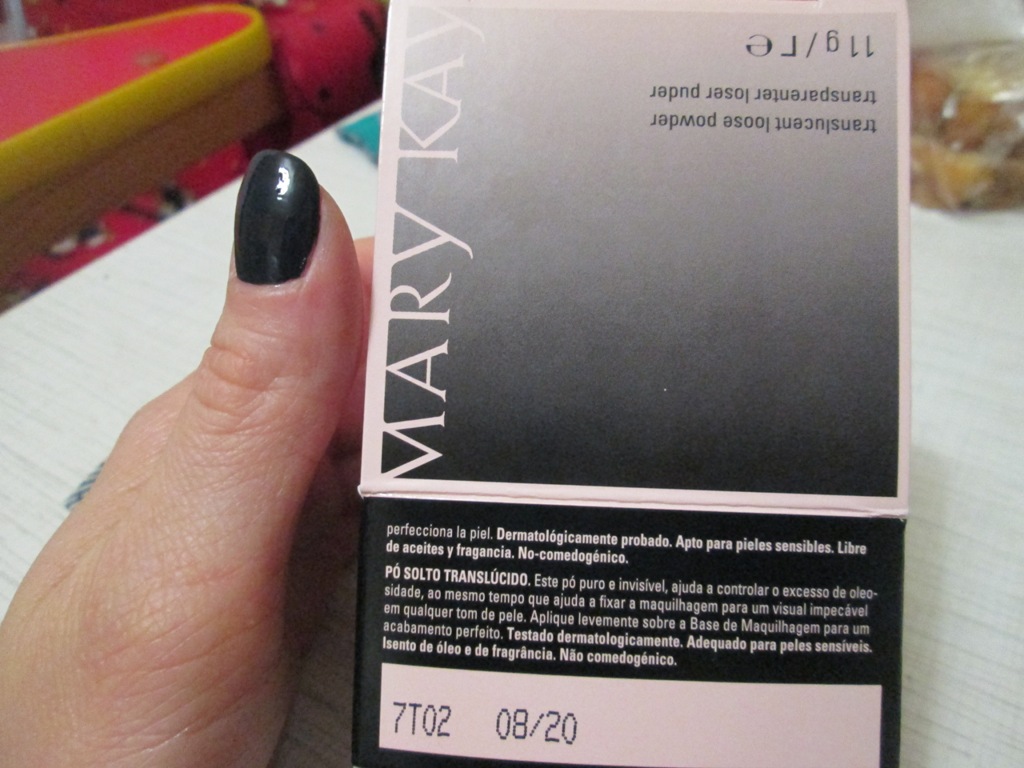 MARY KAY
translucent loose powder
transparenter loser puder
11g/ſ ℮
perfecciona la piel. Dermatológicamente probado. Apto para pieles sensibles. Libre
de aceites y fragancia. No-comedogénico.
PÓ SOLTO TRANSLÚCIDO. Este pó puro e invisível, ajuda a controlar o excesso de oleo-
sidade, ao mesmo tempo que ajuda a fixar a maquilhagem para um visual impecável
em qualquer tom de pele. Aplique levemente sobre a Base de Maquilhagem para um
acabamento perfeito. Testado dermatologicamente. Adequado para peles sensíveis.
Isento de óleo e de fragrância. Não comedogénico.
7T02 08/20